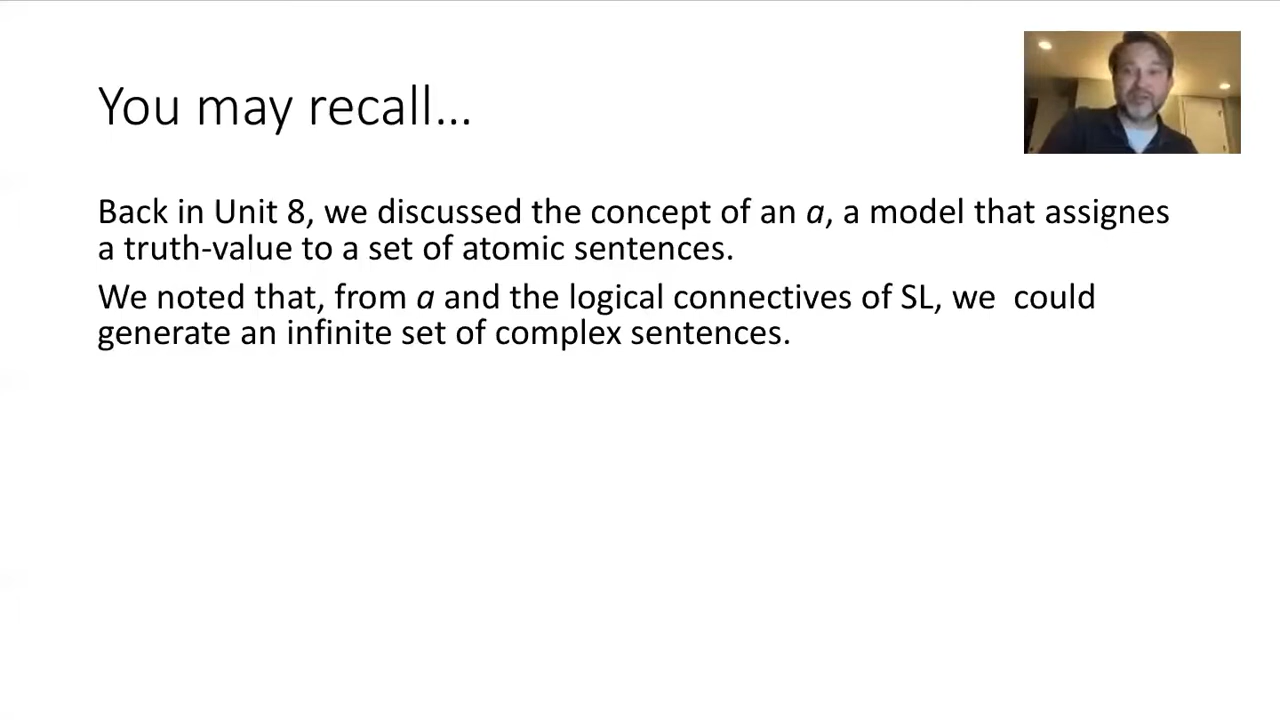 You may recall...
Back in Unit 8, we discussed the concept of an a, a model that assignes
a truth-value to a set of atomic sentences.
We noted that, from a and the logical connectives of SL, we  could
generate an infinite set of complex sentences.